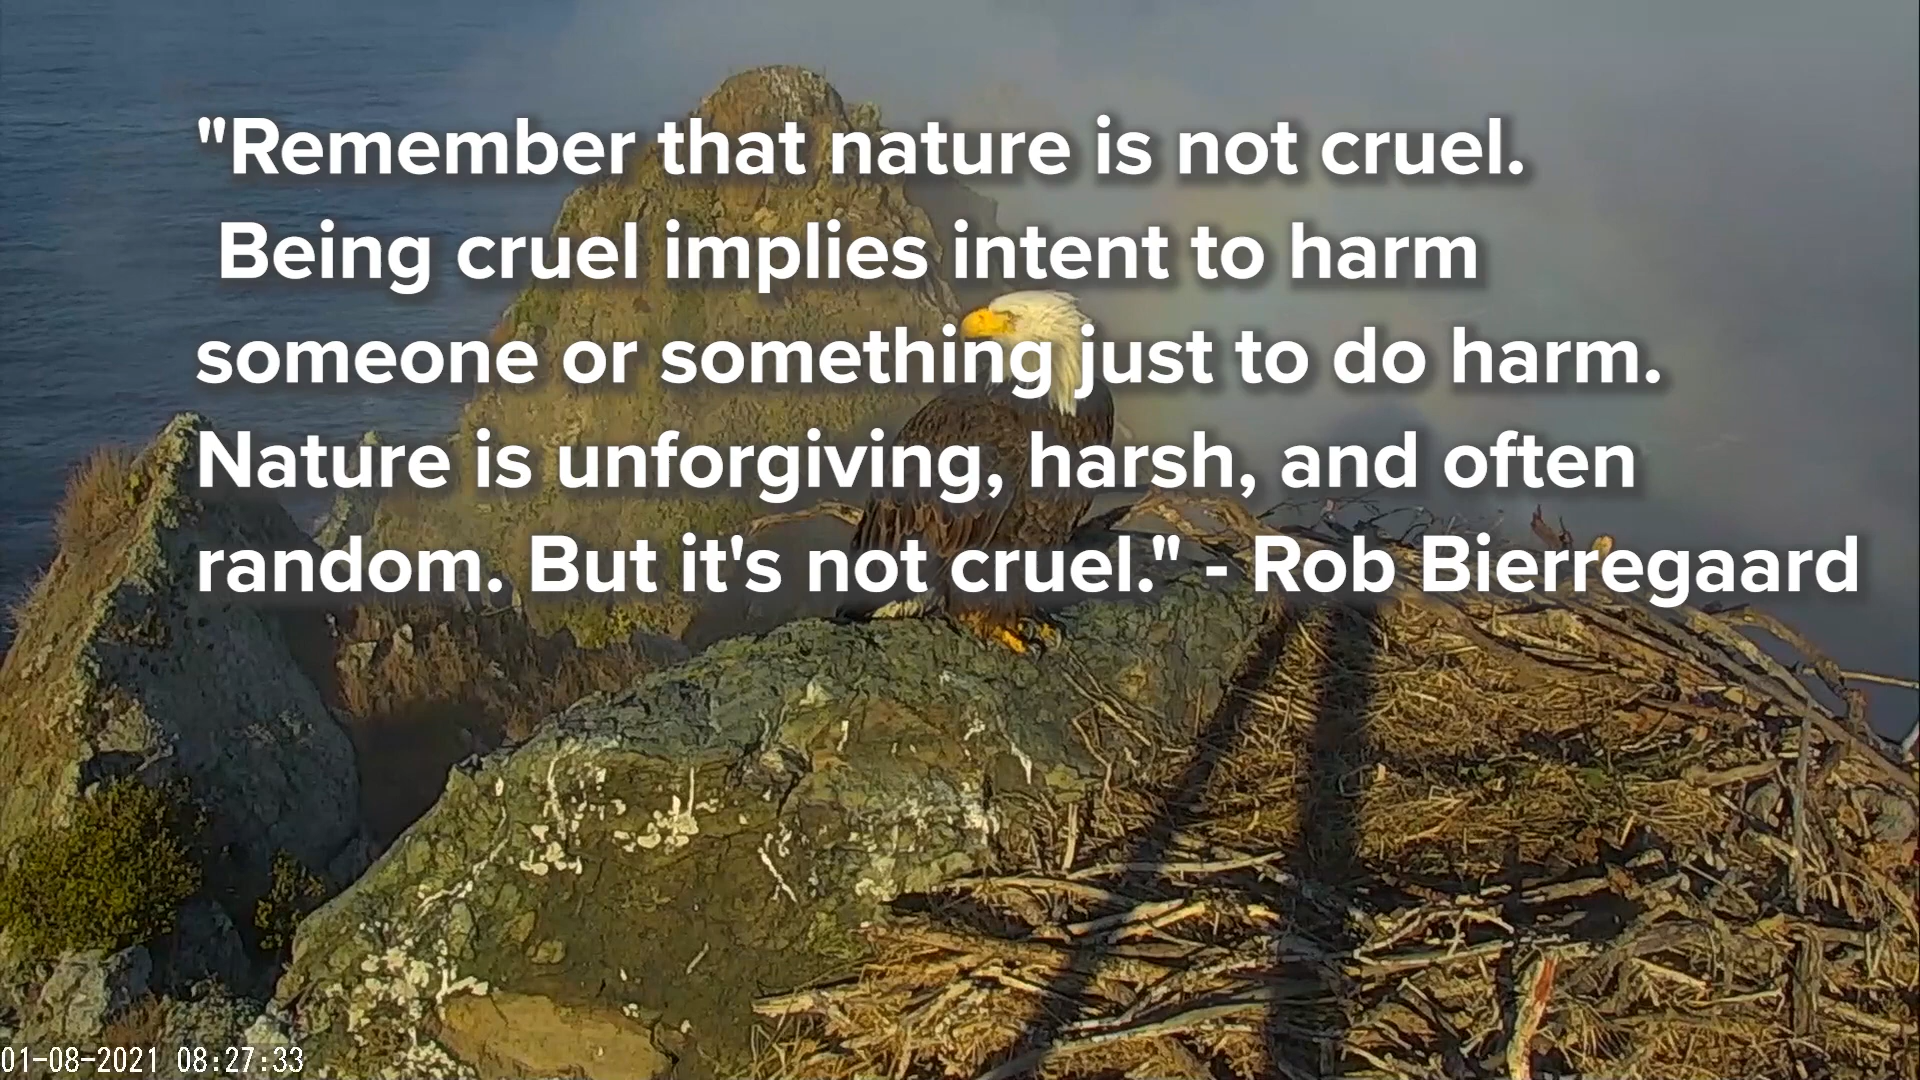 "Remember that nature is not cruel.
Being cruel implies intent to harm
someone or something just to do harm.
Nature is unforgiving, harsh, and often
random. But it's not cruel." - Rob Bierregaard
01-08-2021 08:27:33